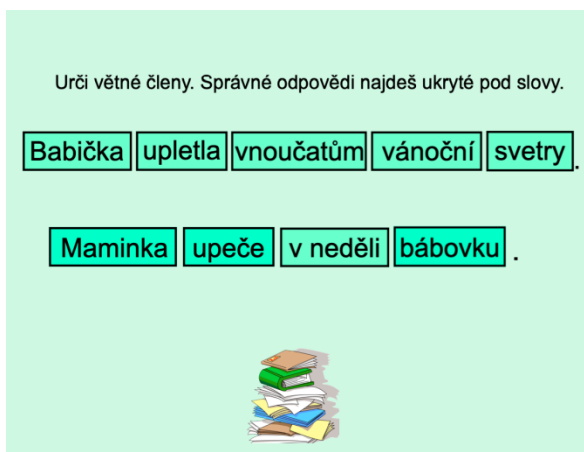 Urči větné členy. Správné odpovědi najdeš ukryté pod slovy.
Babička upletla vnoučatům vánoční svetry.
Maminka upeče v neděli bábovku .